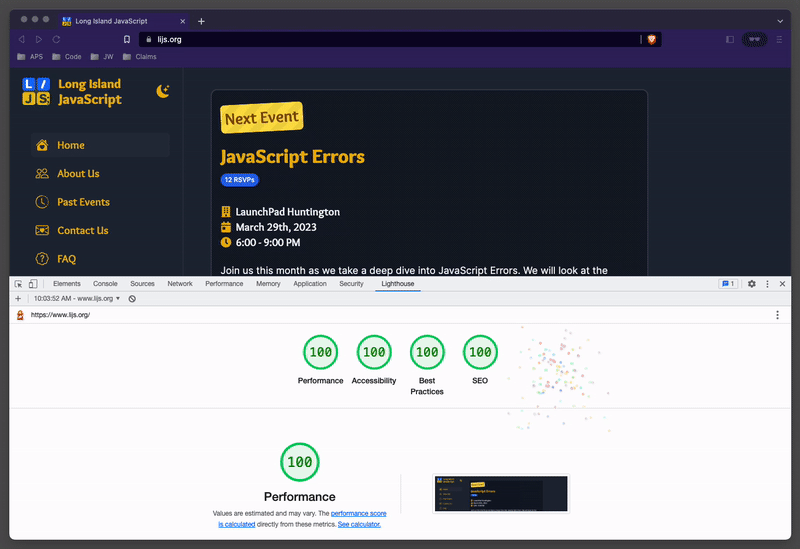 Long Island JavaScript
lijs.org
APS
Code
JW
Claims
L/
JS
Long Island
JavaScript
Home
About Us
Past Events
Contact Us
FAQ
Next Event
JavaScript Errors
12 RSVPs
LaunchPad Huntington
March 29th, 2023
6:00 - 9:00 PM
Join us this month as we take a deep dive into JavaScript Errors. We will look at the
Elements Console Sources Network Performance Memory Application Security Lighthouse 1
10:03:52 AM - www.lijs.org
https://www.lijs.org/
100 100 100 100
Performance Accessibility Best Practices SEO
100
Performance
Values are estimated and may vary. The performance score
is calculated directly from these metrics. See calculator.